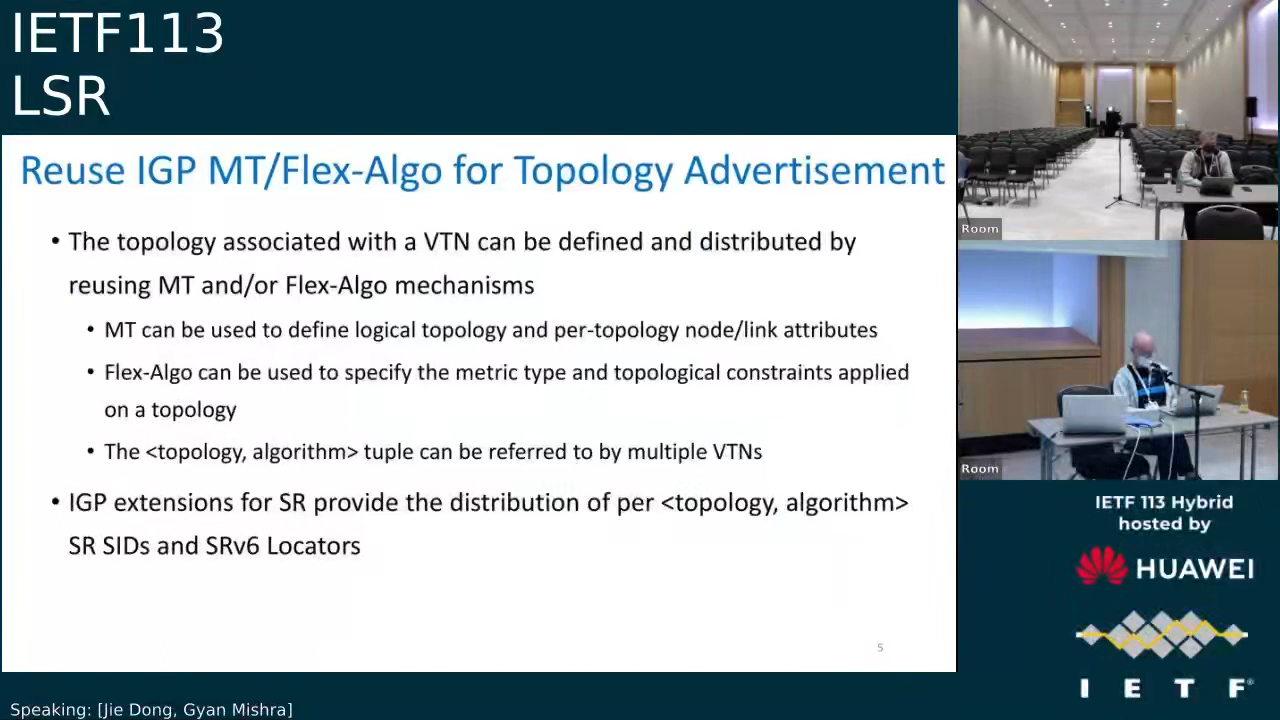 IETF113
LSR
Reuse IGP MT/Flex-Algo for Topology Advertisement
• The topology associated with a VTN can be defined and distributed by
reusing MT and/or Flex-Algo mechanisms
• MT can be used to define logical topology and per-topology node/link attributes
• Flex-Algo can be used to specify the metric type and topological constraints applied
on a topology
• The <topology, algorithm> tuple can be referred to by multiple VTNs
• IGP extensions for SR provide the distribution of per <topology, algorithm>
SR SIDs and SRv6 Locators
5
Speaking: [Jie Dong, Gyan Mishra]
Room
Room
IETF 113 Hybrid
hosted by
HUAWEI
I E T F®